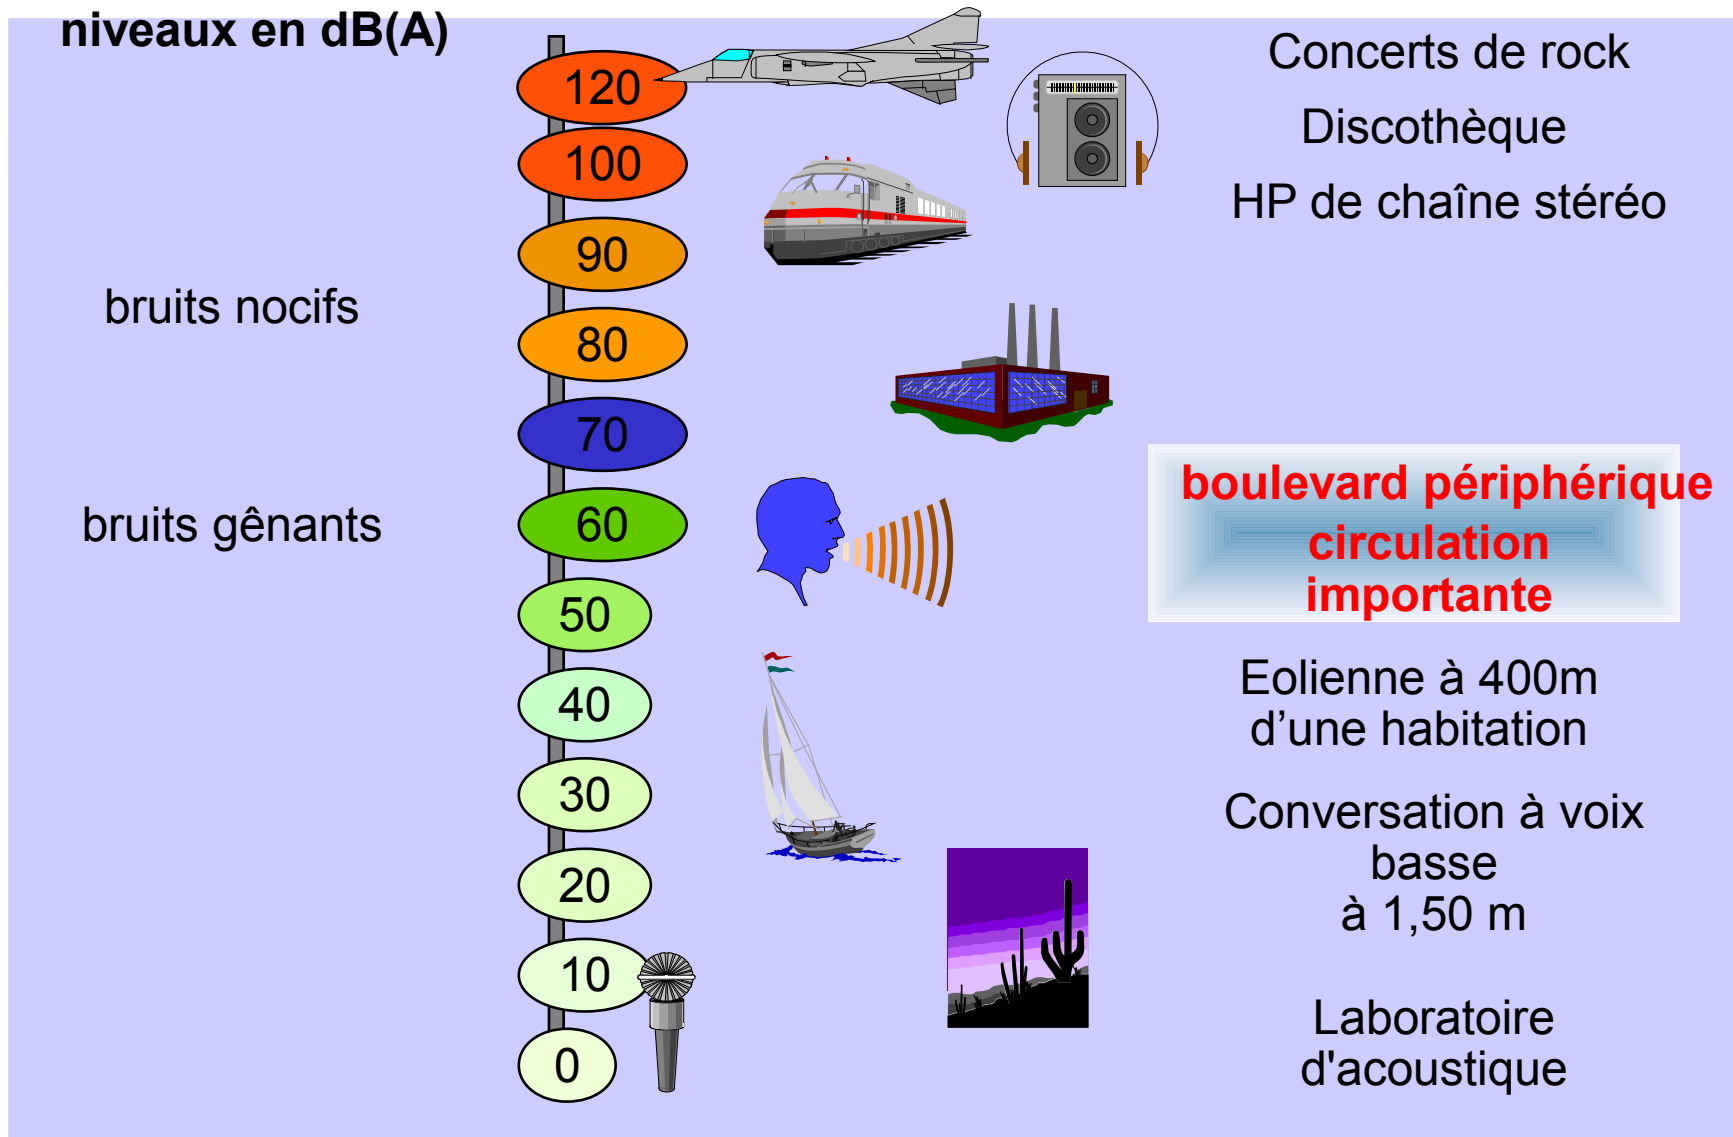 niveaux en dB(A)
120
100
90
80
70
60
50
40
30
20
10
0
bruits nocifs
bruits gênants
Concerts de rock
Discothèque
HP de chaîne stéréo
boulevard périphérique
circulation
importante
Eolienne à 400m
d’une habitation
Conversation à voix
basse
à 1,50 m
Laboratoire
d'acoustique